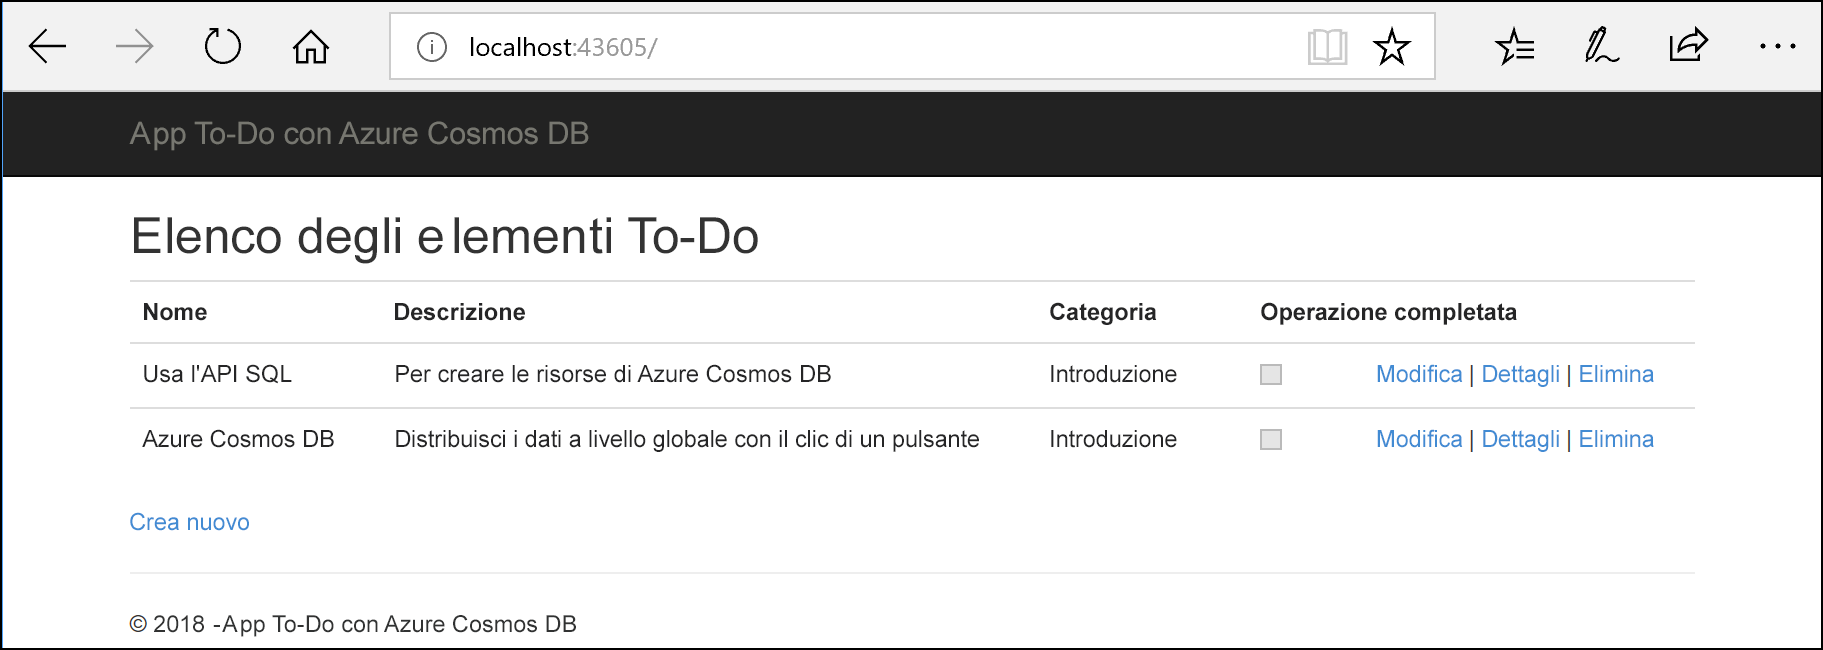 localhost:43605/
App To-Do con Azure Cosmos DB
Elenco degli elementi To-Do
Nome Descrizione Categoria Operazione completata
Usa l'API SQL Per creare le risorse di Azure Cosmos DB Introduzione Modifica | Dettagli | Elimina
Azure Cosmos DB Distribuisci i dati a livello globale con il clic di un pulsante Introduzione Modifica | Dettagli | Elimina
Crea nuovo
© 2018 -App To-Do con Azure Cosmos DB